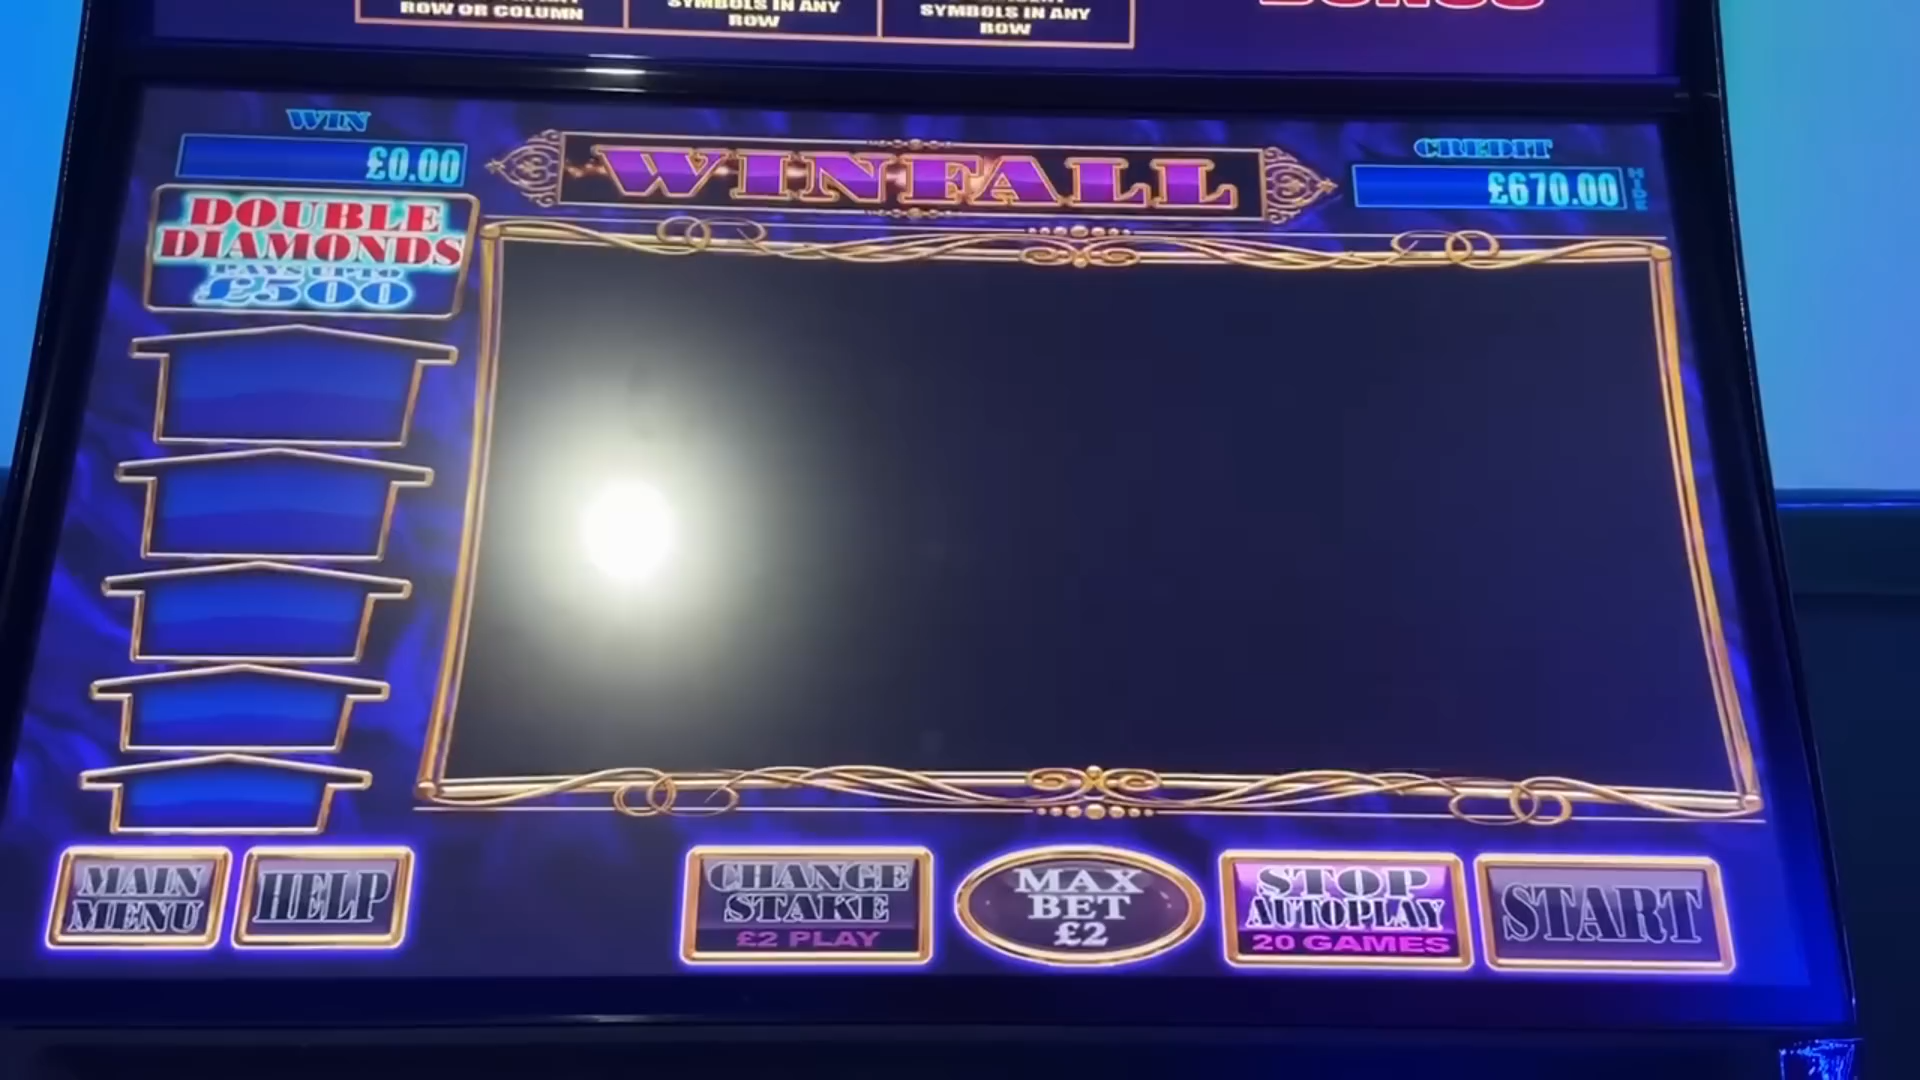 ROW OR COLUMN
SYMBOLS IN ANY
ROW
SYMBOLS IN ANY
ROW
BONUS
WIN
£0.00
WINFALL
CREDIT
£670.00
DOUBLE
DIAMONDS
PAYS UP TO
£500
MAIN
MENU
HELP
CHANGE
STAKE
£2 PLAY
MAX
BET
£2
STOP
AUTOPLAY
20 GAMES
START